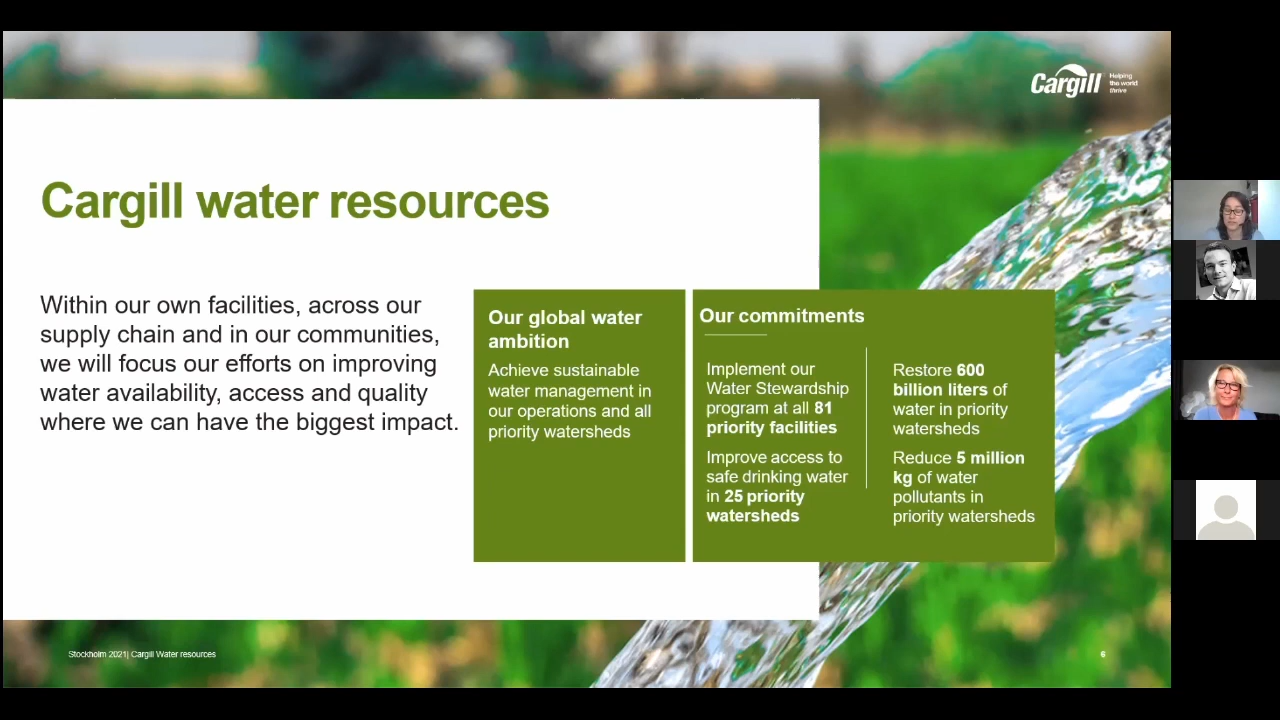 Cargill
Helping
the world
thrive
Cargill water resources
Within our own facilities, across our
supply chain and in our communities,
we will focus our efforts on improving
water availability, access and quality
where we can have the biggest impact.
Our global water
ambition
Achieve sustainable
water management in
our operations and all
priority watersheds
Our commitments
Implement our
Water Stewardship
program at all 81
priority facilities
Improve access to
safe drinking water
in 25 priority
watersheds
Restore 600
billion liters of
water in priority
watersheds
Reduce 5 million
kg of water
pollutants in
priority watersheds
Stockholm 2021| Cargill Water resources
6